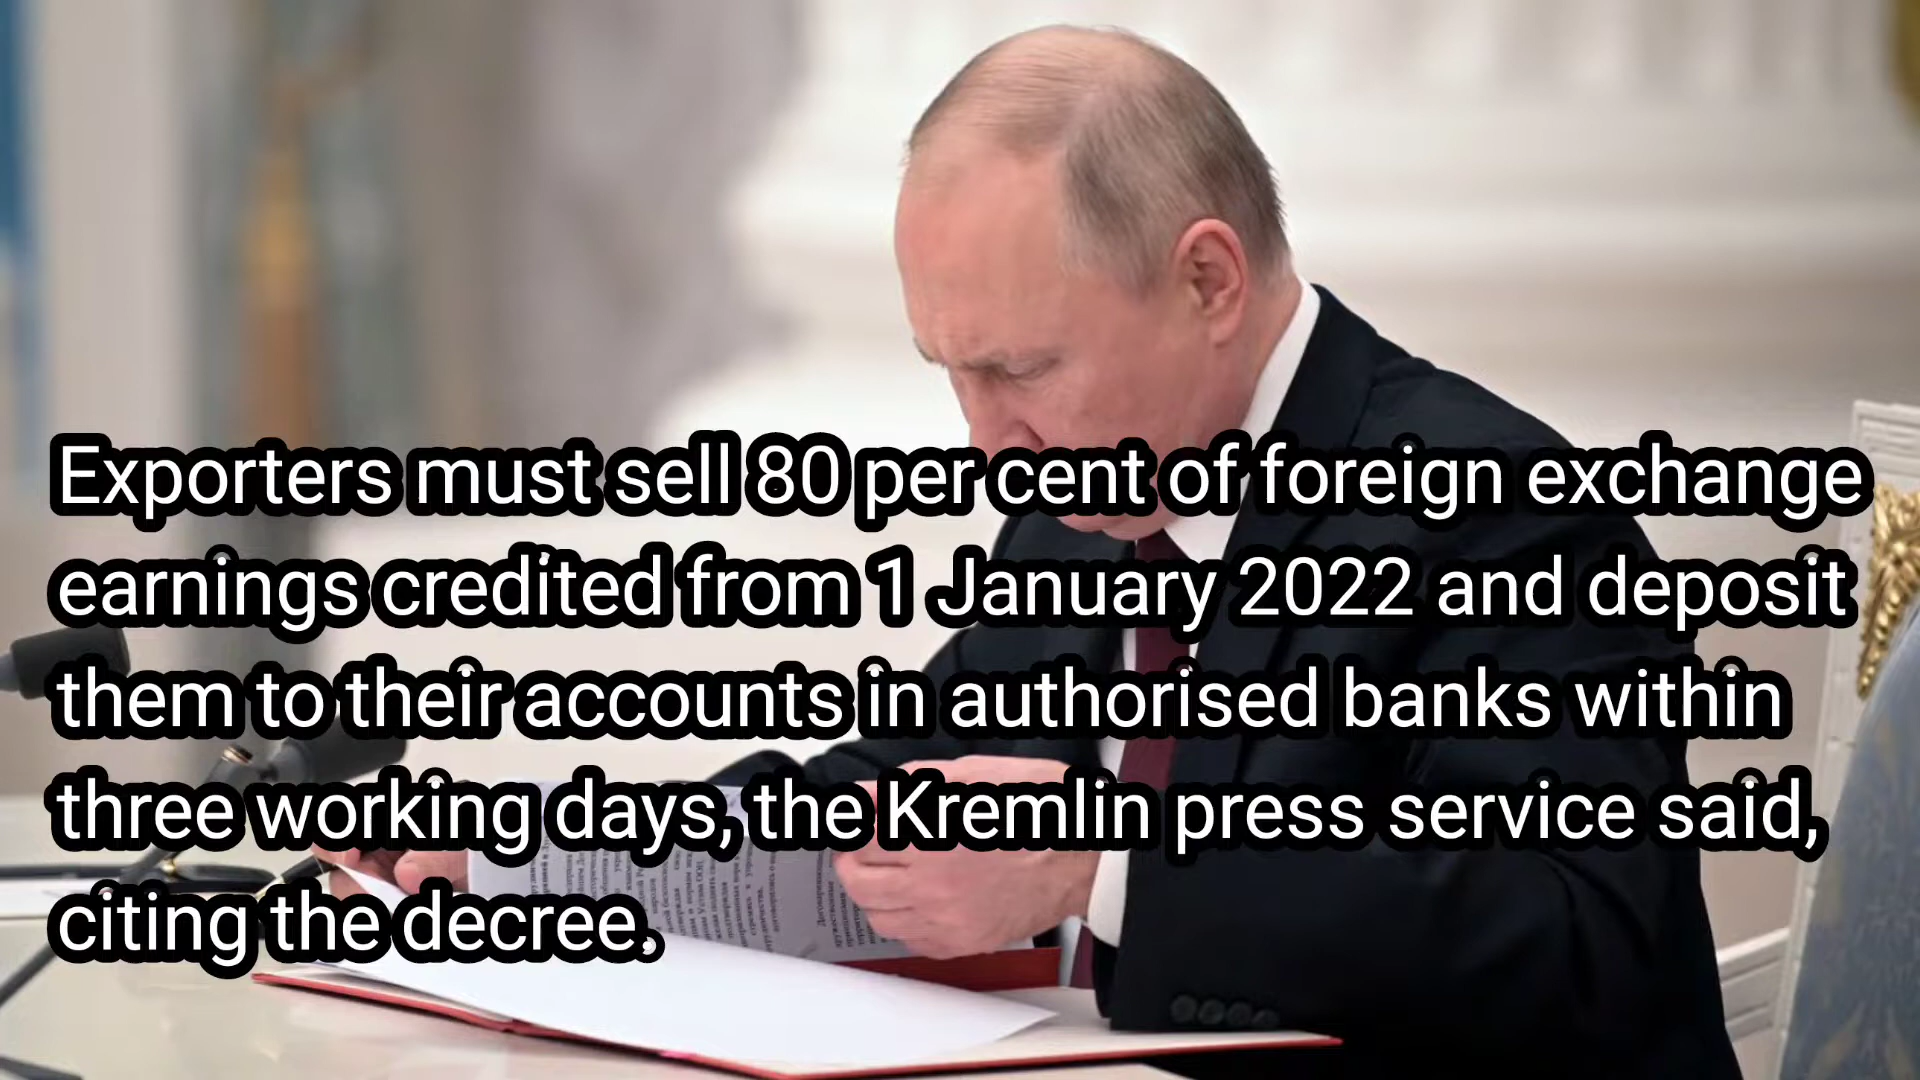 Exporters must sell 80 per cent of foreign exchange
earnings credited from 1 January 2022 and deposit
them to their accounts in authorised banks within
three working days, the Kremlin press service said,
citing the decree.